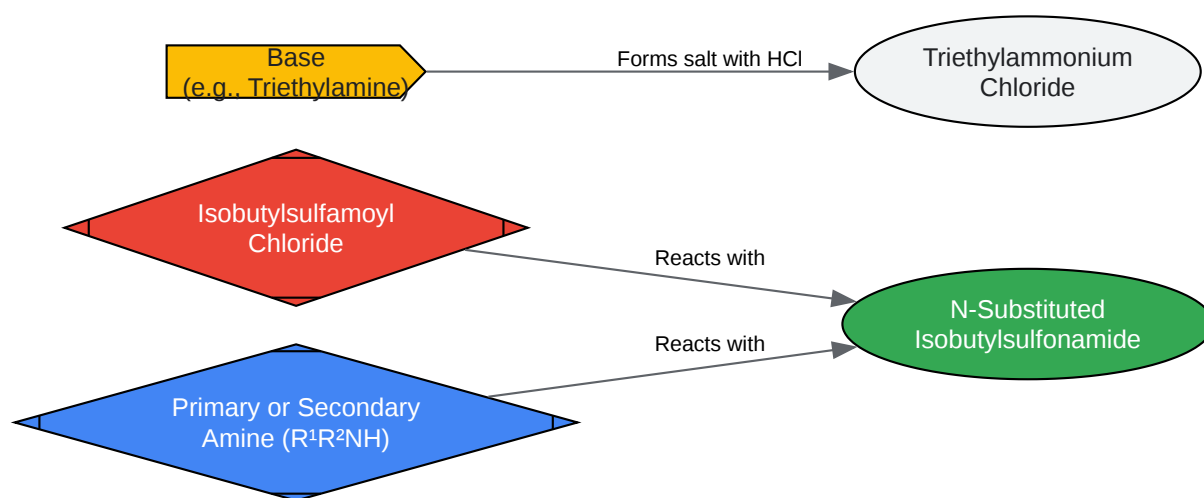 Base
(e.g., Triethylamine)
Forms salt with HCl
Triethylammonium
Chloride
Isobutylsulfamoyl
Chloride
Reacts with
N-Substituted
Isobutylsulfonamide
Reacts with
Primary or Secondary
Amine (R¹R²NH)